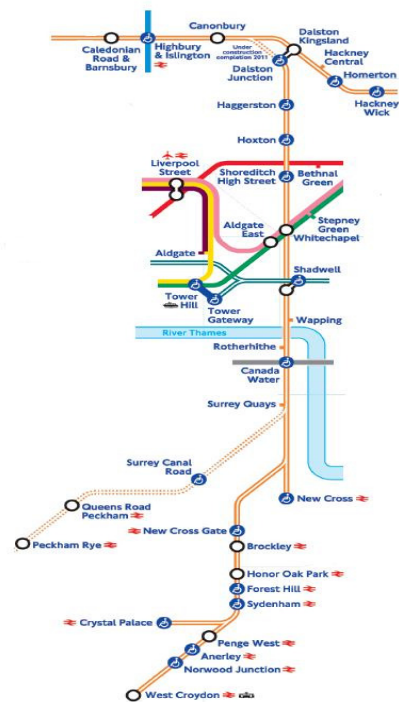 Canonbury
Dalston
Kingsland
Caledonian
Road &
Barnsbury
Highbury
& Islington
Under
construction
completion 2011
Hackney
Central
Dalston
Junction
Homerton
Hackney
Wick
Haggerston
Hoxton
Liverpool
Street
Shoreditch
High Street
Bethnal
Green
Stepney
Green
Aldgate
East
Whitechapel
Aldgate
Shadwell
Tower
Hill
Tower
Gateway
Wapping
River Thames
Rotherhithe
Canada
Water
Surrey Quays
Surrey Canal
Road
New Cross
Queens Road
Peckham
New Cross Gate
Peckham Rye
Brockley
Honor Oak Park
Forest Hill
Sydenham
Crystal Palace
Penge West
Anerley
Norwood Junction
West Croydon